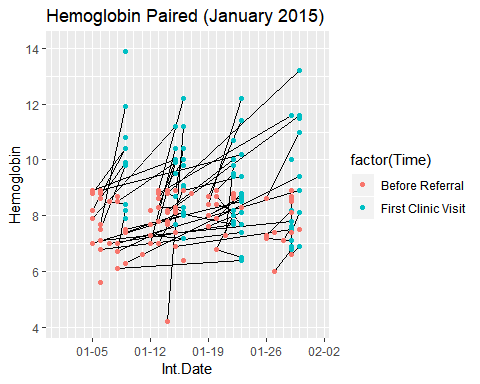 Hemoglobin Paired (January 2015)
14
12
10
8
6
4
Hemoglobin
01-05 01-12 01-19 01-26 02-02
Int.Date
factor(Time)
Before Referral
First Clinic Visit